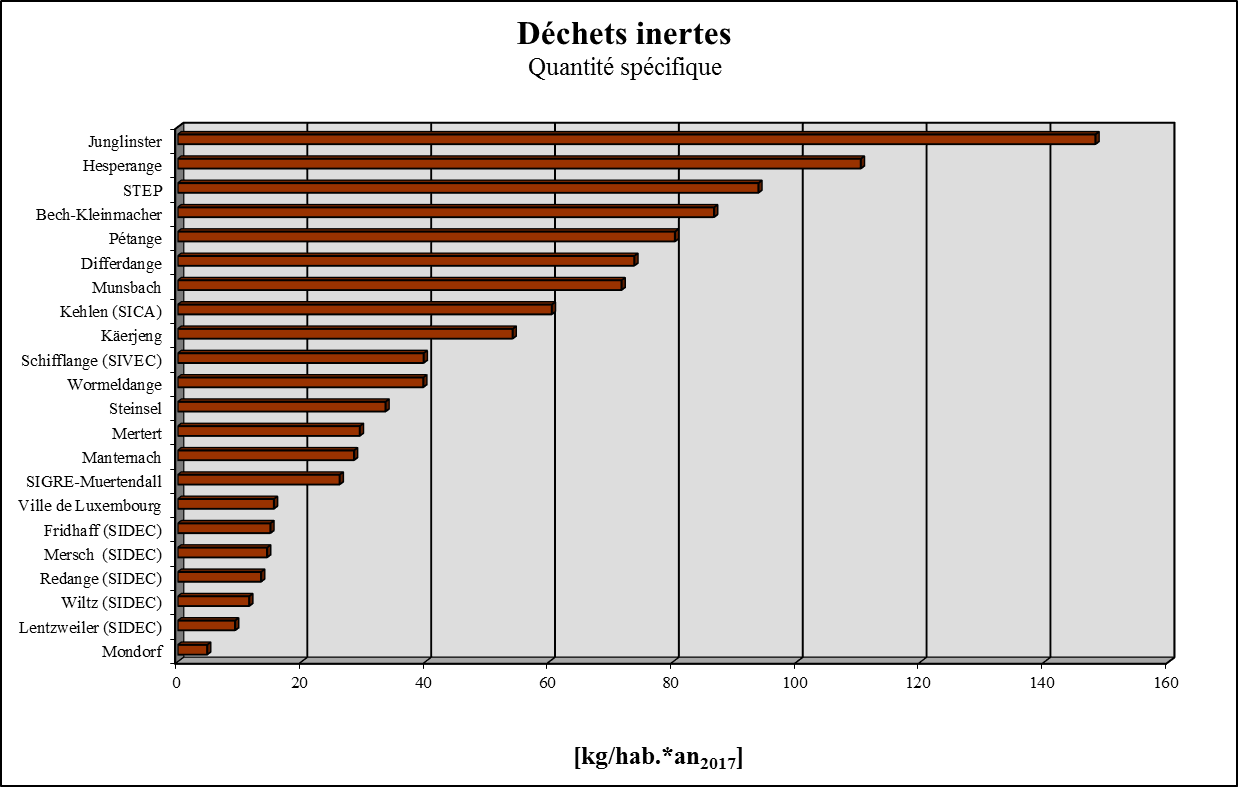 Déchets inertes
Quantité spécifique
Junglinster
Hesperange
STEP
Bech-Kleinmacher
Pétange
Differdange
Munsbach
Kehlen (SICA)
Käerjeng
Schifflange (SIVEC)
Wormeldange
Steinsel
Mertert
Manternach
SIGRE-Muertendall
Ville de Luxembourg
Fridhaff (SIDEC)
Mersch (SIDEC)
Redange (SIDEC)
Wiltz (SIDEC)
Lentzweiler (SIDEC)
Mondorf
0 20 40 60 80 100 120 140 160
[kg/hab.*an2017]